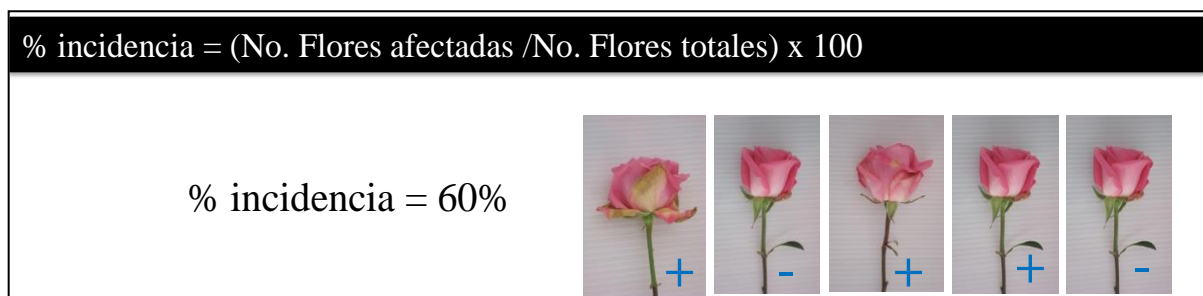 % incidencia = (No. Flores afectadas /No. Flores totales) x 100
% incidencia = 60%
+ - + + -